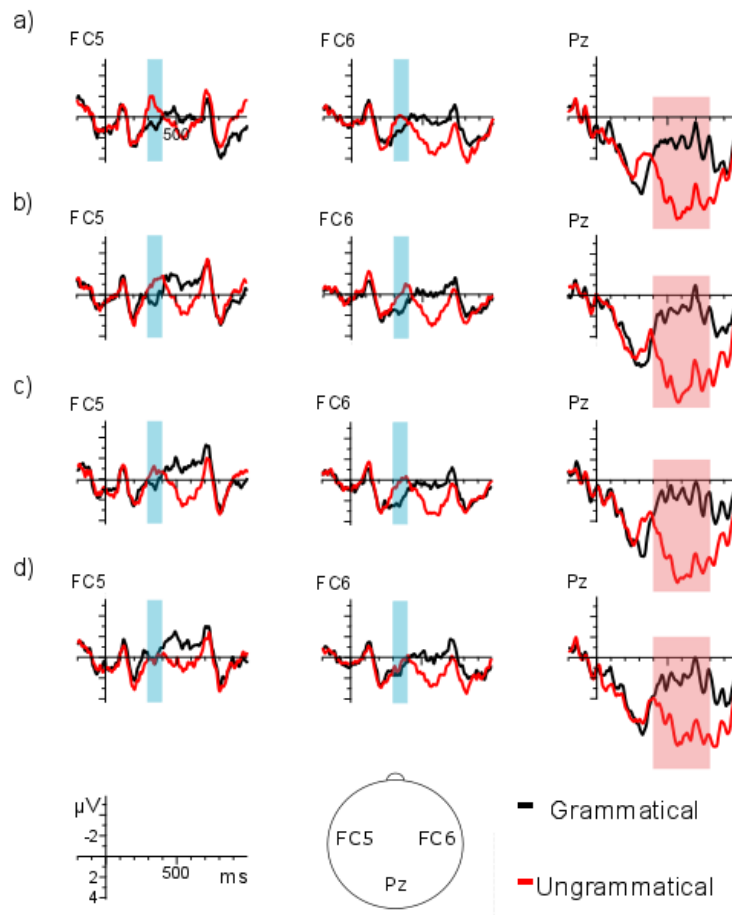 a)
FC5 FC6 Pz
500
b)
FC5 FC6 Pz
c)
FC5 FC6 Pz
d)
FC5 FC6 Pz
µV
-2
2
4
500 ms
FC5 FC6
Pz
Grammatical
Ungrammatical